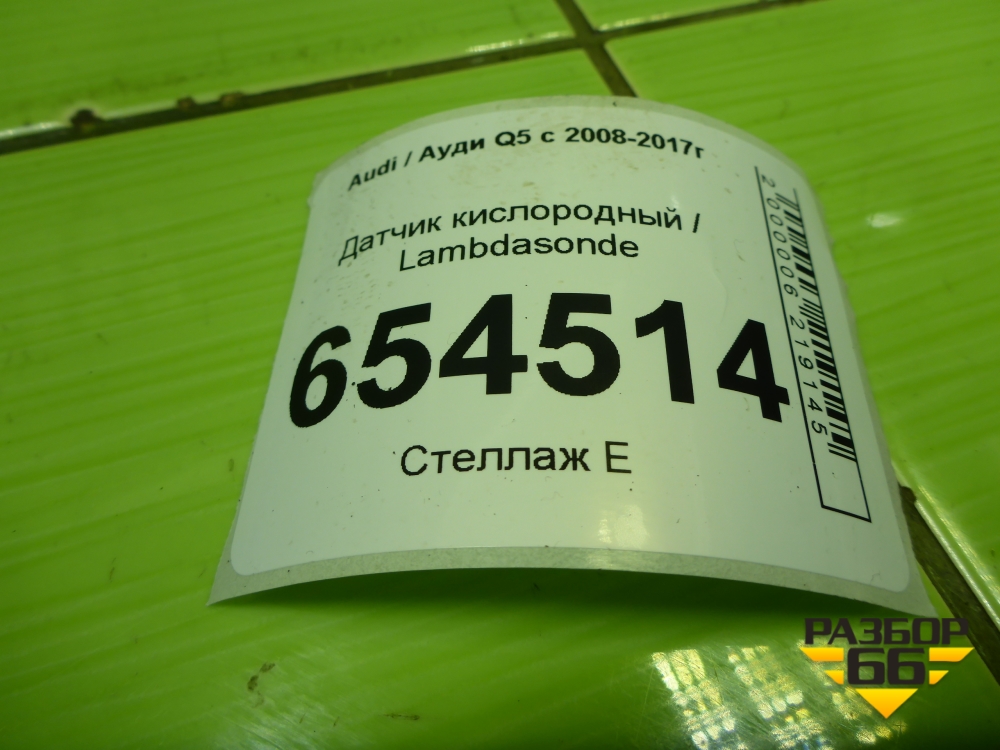 Audi / Ауди Q5 с 2008-2017г
Датчик кислородный /
Lambdasonde
654514
Стеллаж Е
2000006219145
РАЗБОР
66